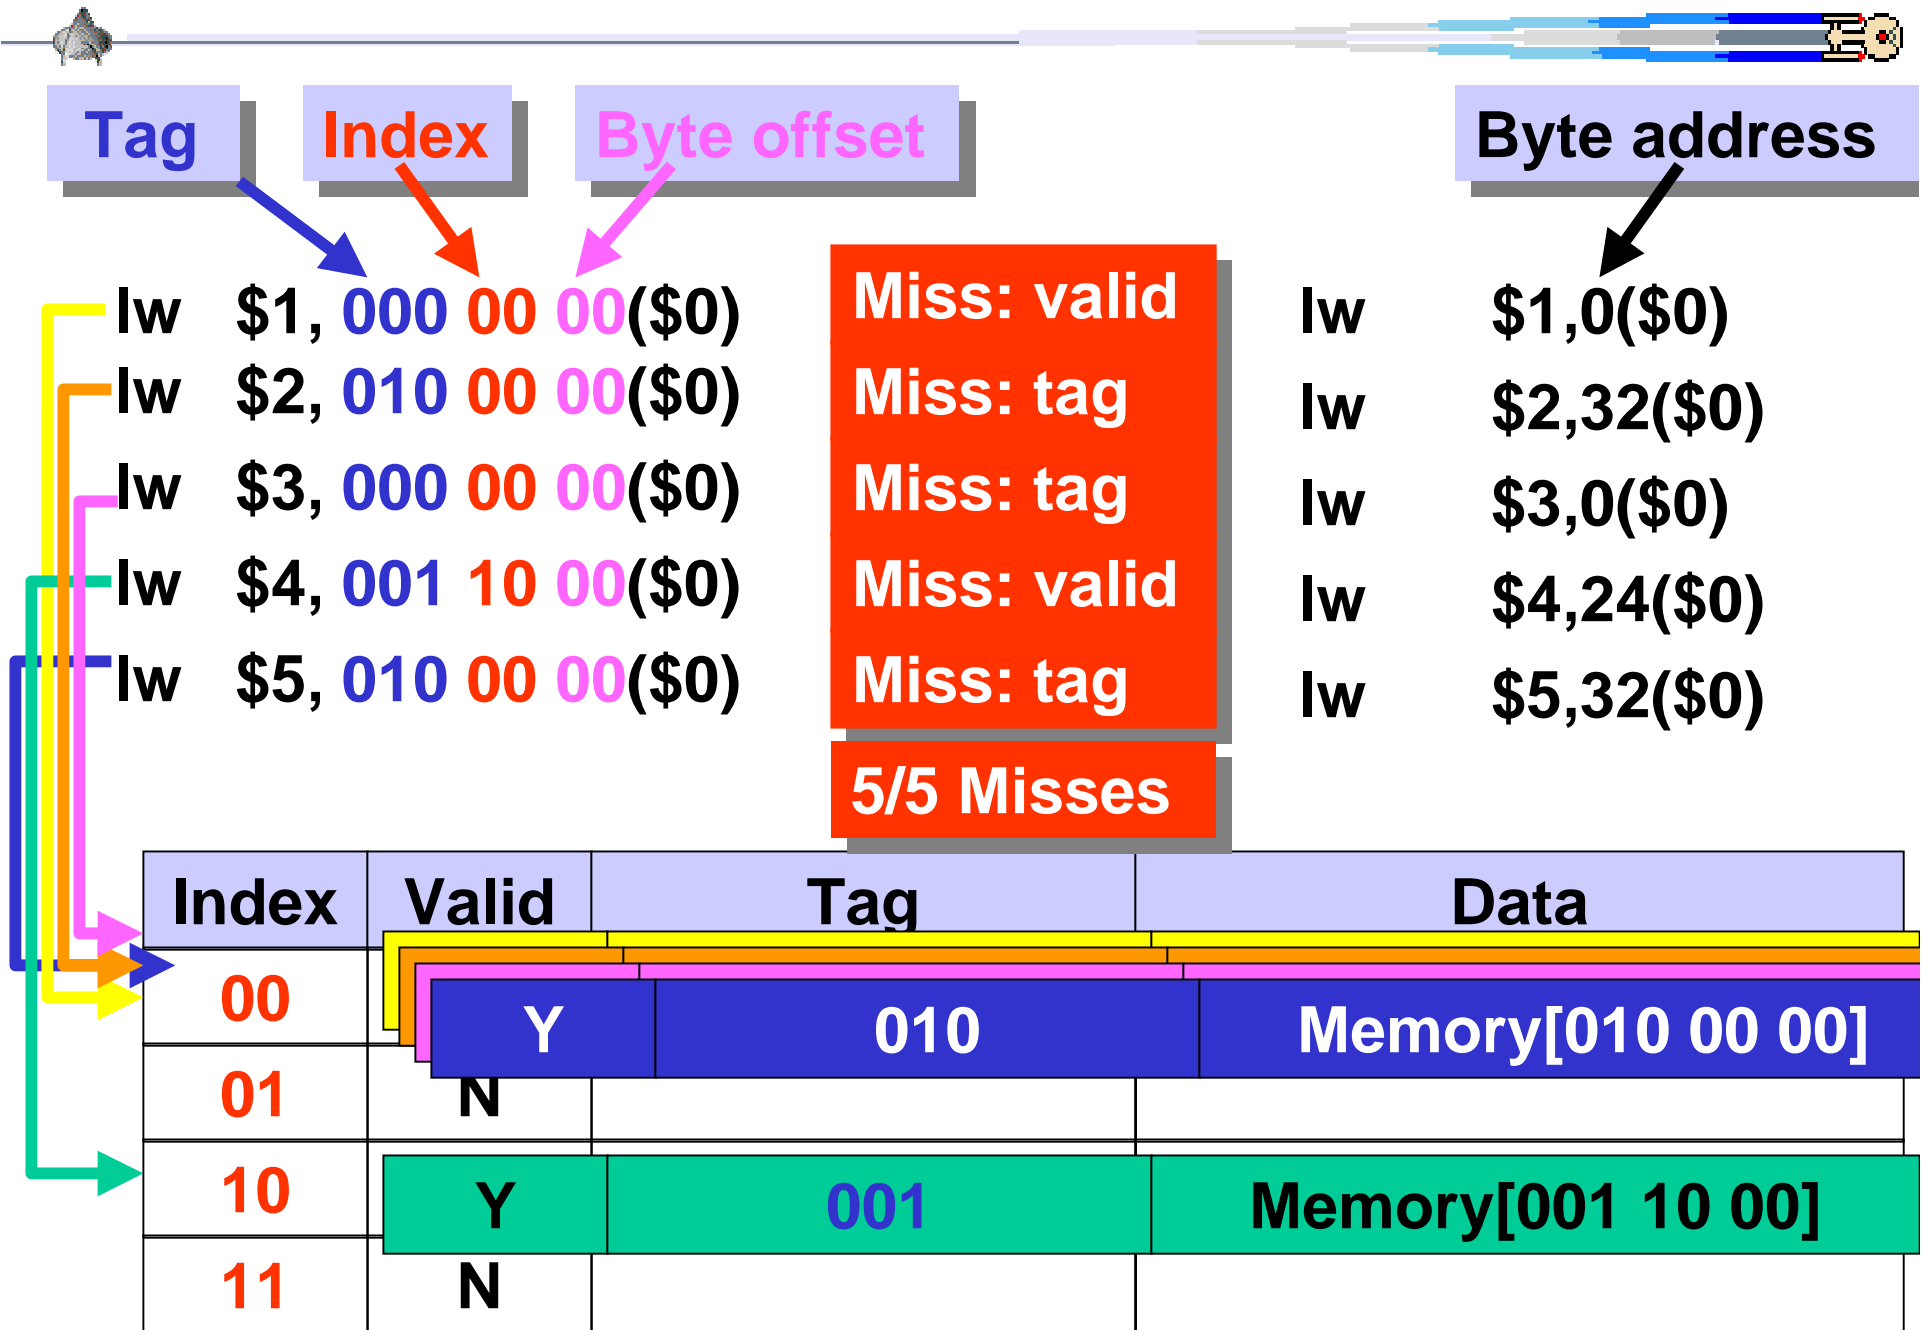 Tag Index Byte offset Byte address
lw $1, 000 00 00($0) Miss: valid lw $1,0($0)
lw $2, 010 00 00($0) Miss: tag lw $2,32($0)
lw $3, 000 00 00($0) Miss: tag lw $3,0($0)
lw $4, 001 10 00($0) Miss: valid lw $4,24($0)
lw $5, 010 00 00($0) Miss: tag lw $5,32($0)
5/5 Misses
Index Valid Tag Data
00 Y 010 Memory[010 00 00]
01 N
10 Y 001 Memory[001 10 00]
11 N